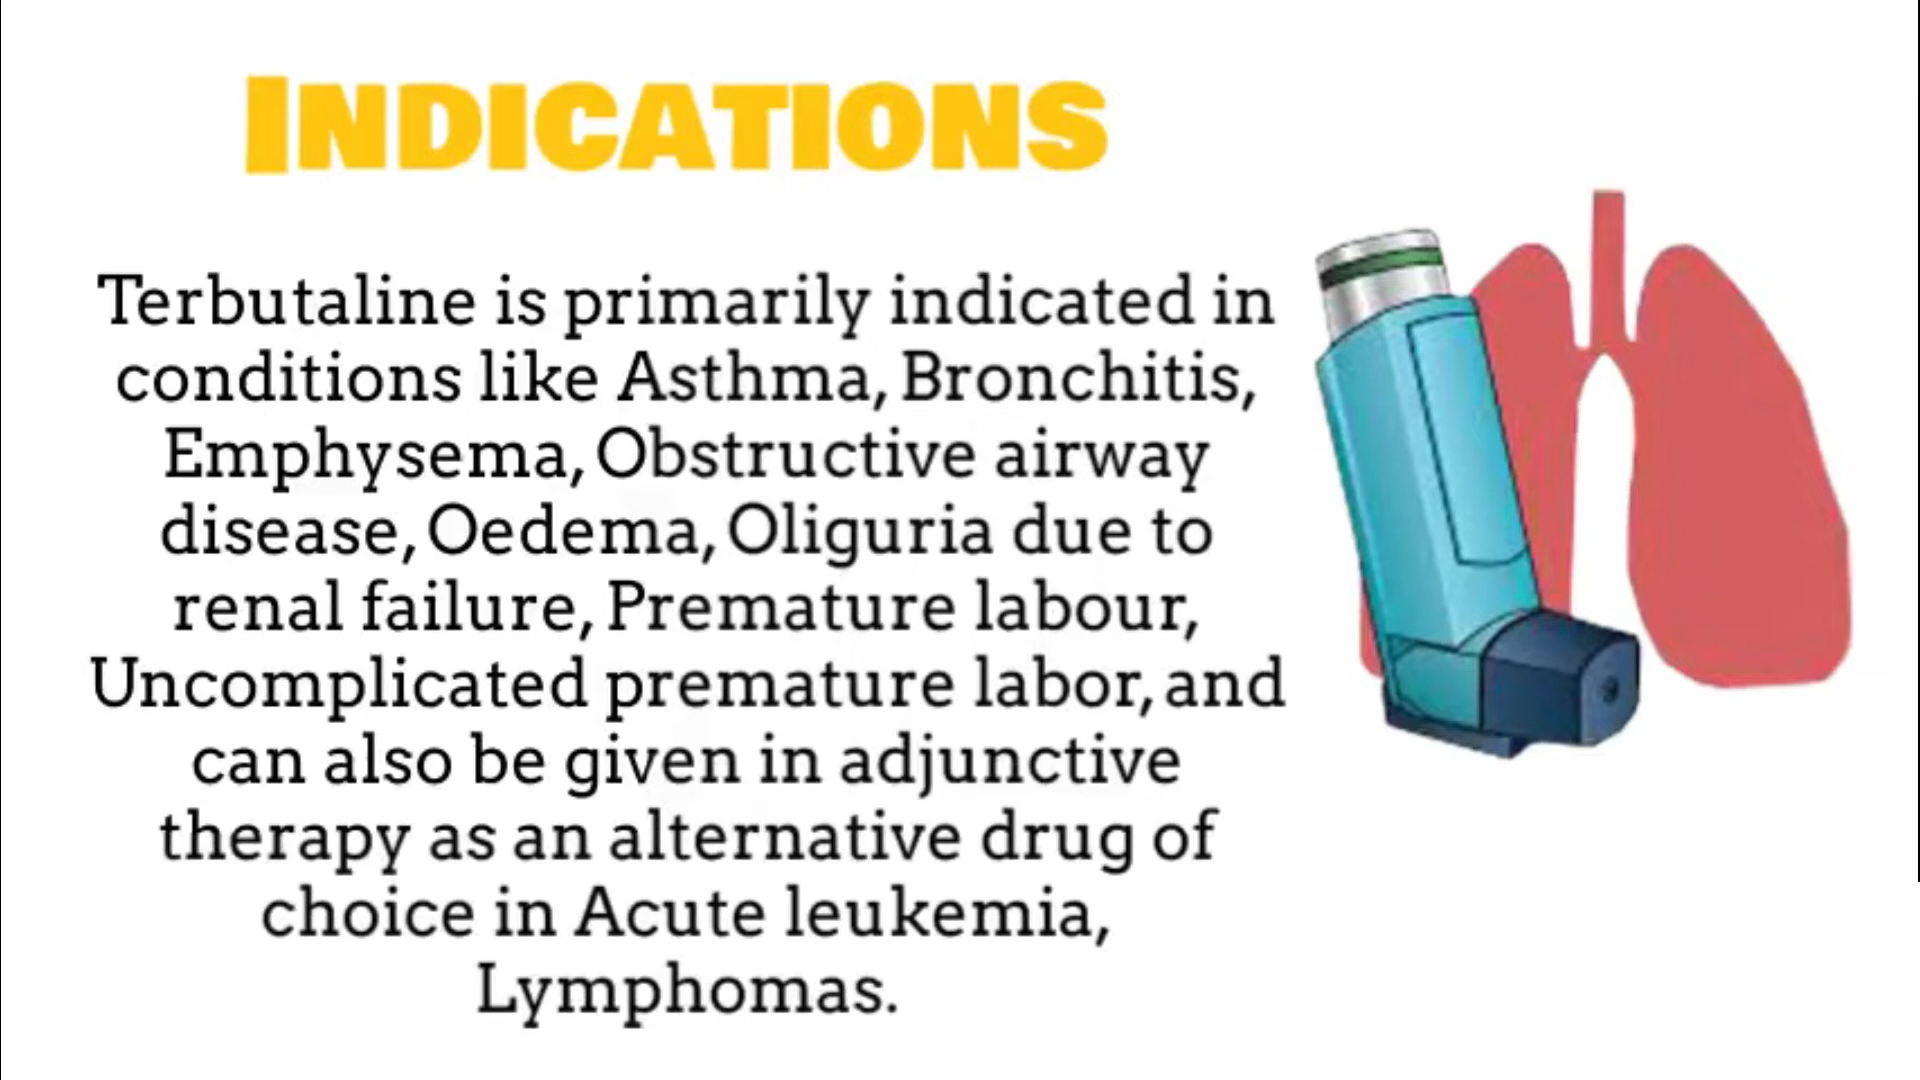 INDICATIONS
Terbutaline is primarily indicated in
conditions like Asthma, Bronchitis,
Emphysema, Obstructive airway
disease, Oedema, Oliguria due to
renal failure, Premature labour,
Uncomplicated premature labor, and
can also be given in adjunctive
therapy as an alternative drug of
choice in Acute leukemia,
Lymphomas.